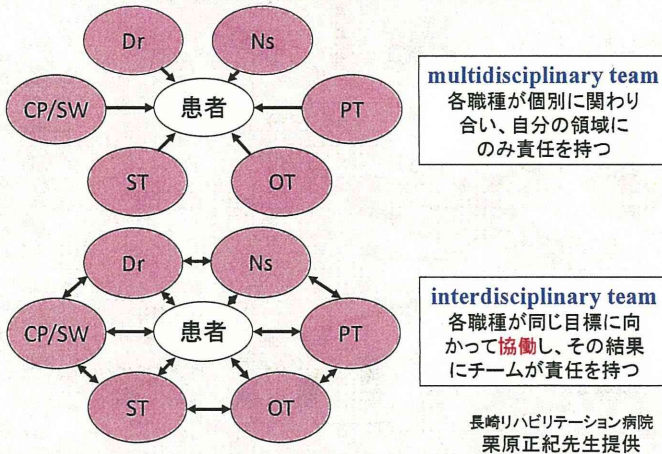 Dr
Ns
CP/SW
患者
PT
ST
OT
multidisciplinary team
各職種が個別に関わり
合い、自分の領域に
のみ責任を持つ
Dr
Ns
CP/SW
患者
PT
ST
OT
interdisciplinary team
各職種が同じ目標に向
かって協働し、その結果
にチームが責任を持つ
長崎リハビリテーション病院
栗原正紀先生提供